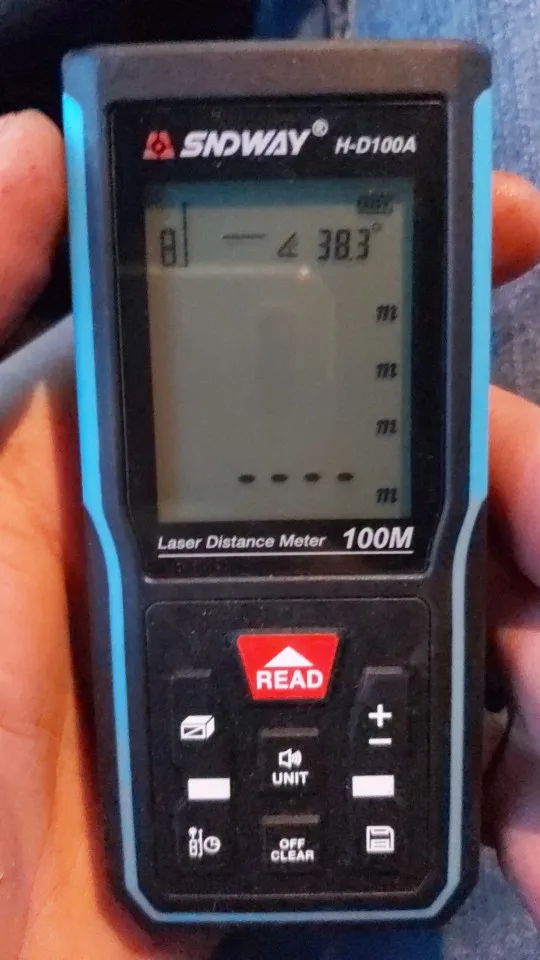 SNDWAY® H-D100A
38.3°
m
m
m
- - - - m
Laser Distance Meter 100M
READ
+
−
UNIT
OFF
CLEAR